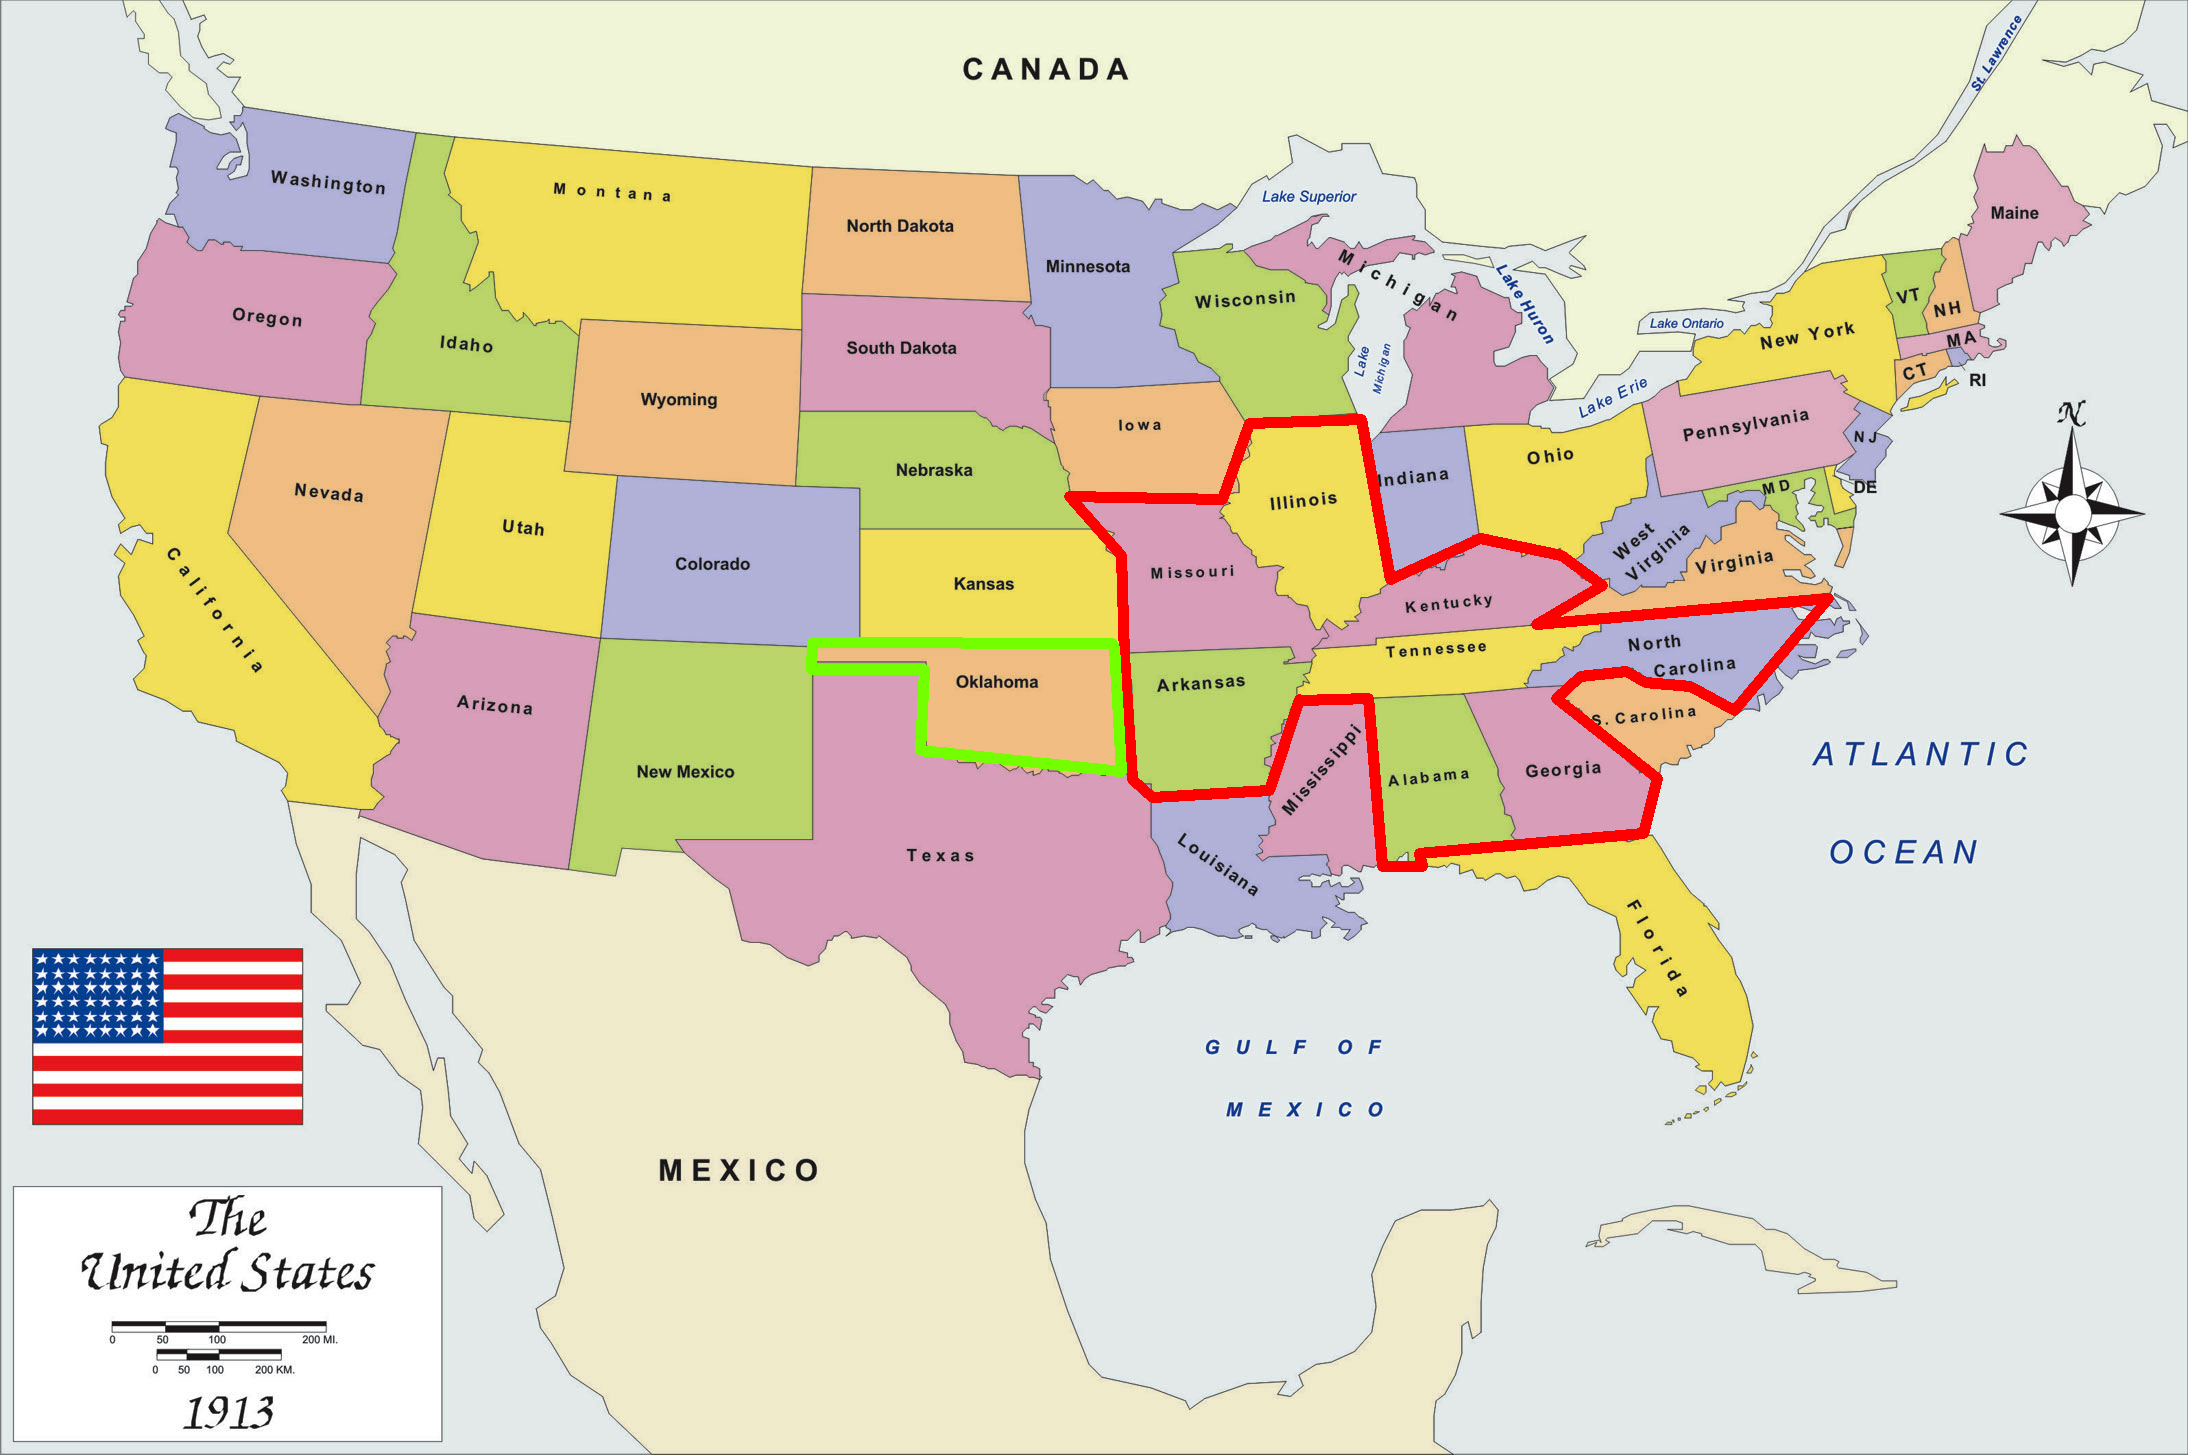 CANADA
St. Lawrence
Washington
Montana
North Dakota
Minnesota
Lake Superior
Michigan
Maine
Oregon
Idaho
Wyoming
South Dakota
Wisconsin
Lake
Michigan
Lake Huron
Lake Ontario
New York
VT
NH
MA
CT
RI
Lake Erie
Nevada
Utah
Nebraska
Iowa
Illinois
Indiana
Ohio
Pennsylvania
NJ
MD
DE
N
California
Colorado
Kansas
Missouri
Kentucky
West
Virginia
Virginia
Arizona
New Mexico
Oklahoma
Arkansas
Tennessee
North
Carolina
S. Carolina
Texas
Louisiana
Mississippi
Alabama
Georgia
Florida
ATLANTIC
OCEAN
GULF OF
MEXICO
MEXICO
The
United States
0 50 100 200 MI.
0 50 100 200 KM.
1913